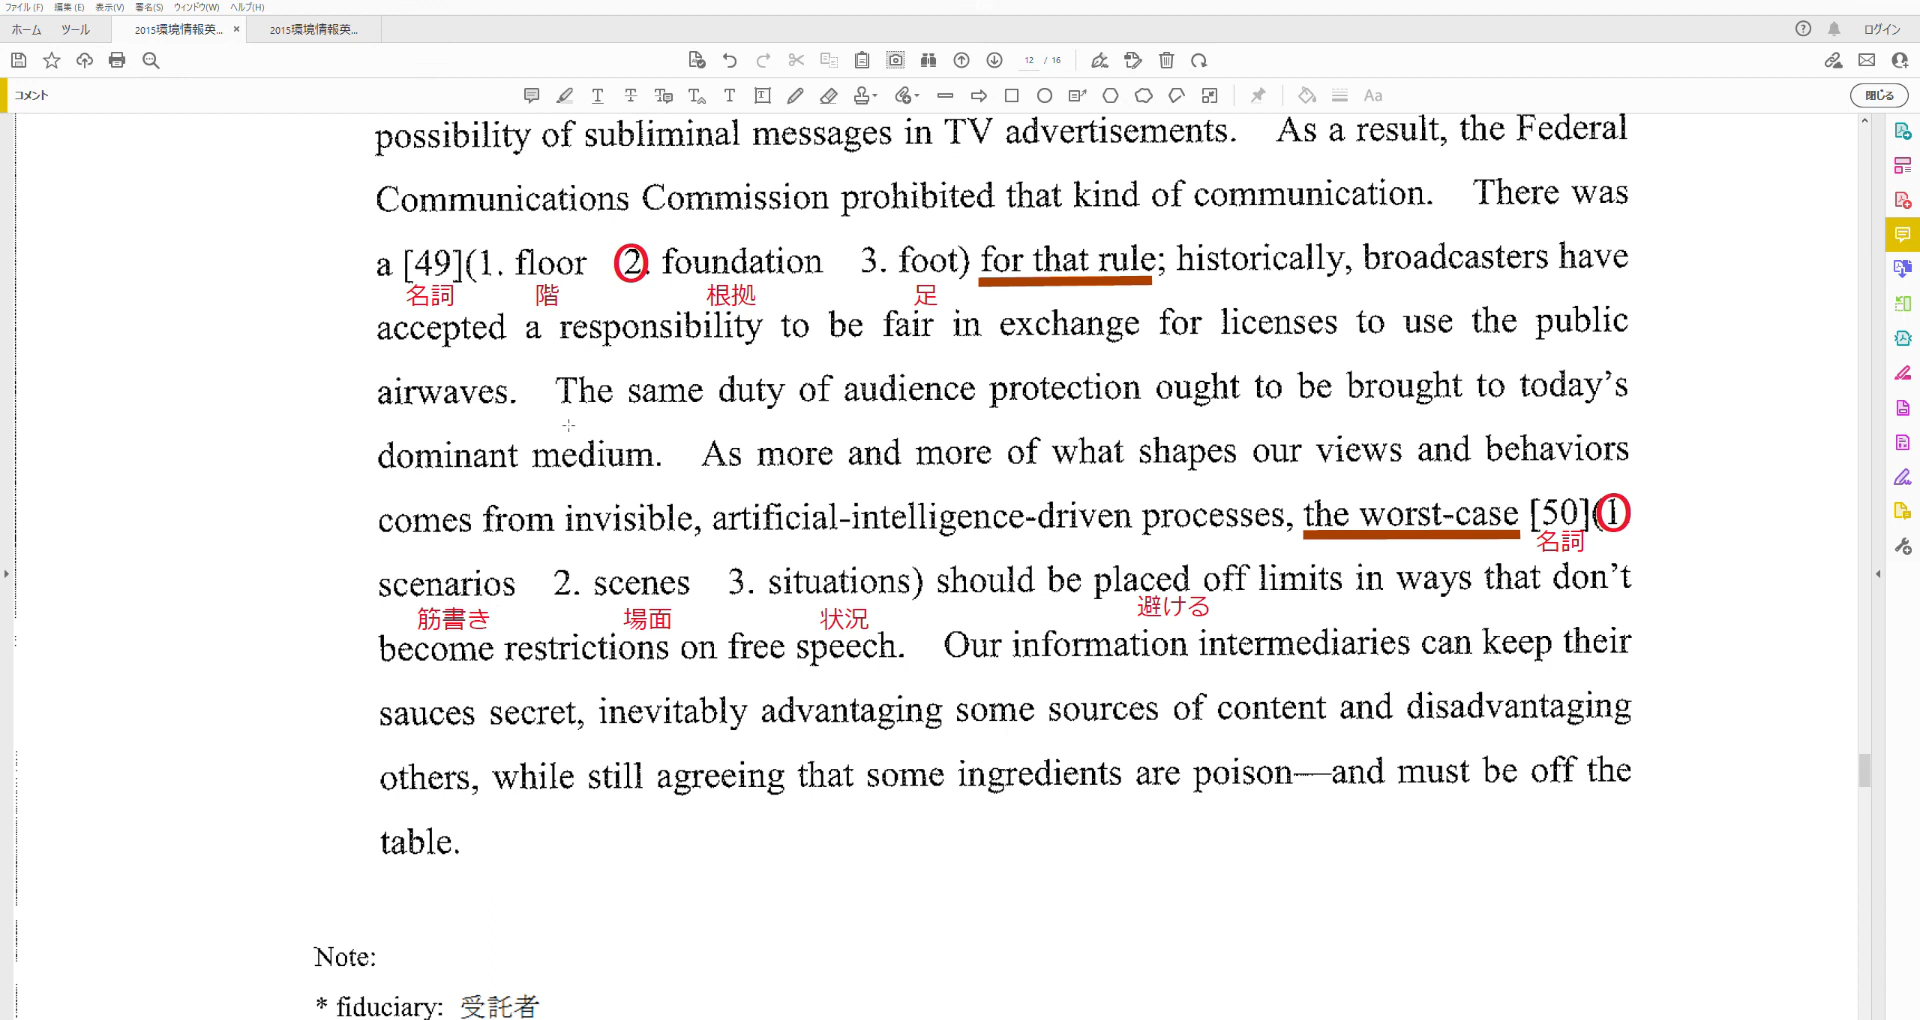 ファイル(F) 編集(E) 表示(V) 署名(S) ウィンドウ(W) ヘルプ(H)
ホーム ツール 2015環境情報英... × 2015環境情報英... ログイン
12 / 16
コメント Aa 閉じる
possibility of subliminal messages in TV advertisements. As a result, the Federal
Communications Commission prohibited that kind of communication. There was
a [49](1. floor 2. foundation 3. foot) for that rule; historically, broadcasters have
名詞 階 根拠 足
accepted a responsibility to be fair in exchange for licenses to use the public
airwaves. The same duty of audience protection ought to be brought to today's
dominant medium. As more and more of what shapes our views and behaviors
comes from invisible, artificial-intelligence-driven processes, the worst-case [50](1
名詞
scenarios 2. scenes 3. situations) should be placed off limits in ways that don't
筋書き 場面 状況 避ける
become restrictions on free speech. Our information intermediaries can keep their
sauces secret, inevitably advantaging some sources of content and disadvantaging
others, while still agreeing that some ingredients are poison—and must be off the
table.
Note:
* fiduciary: 受託者